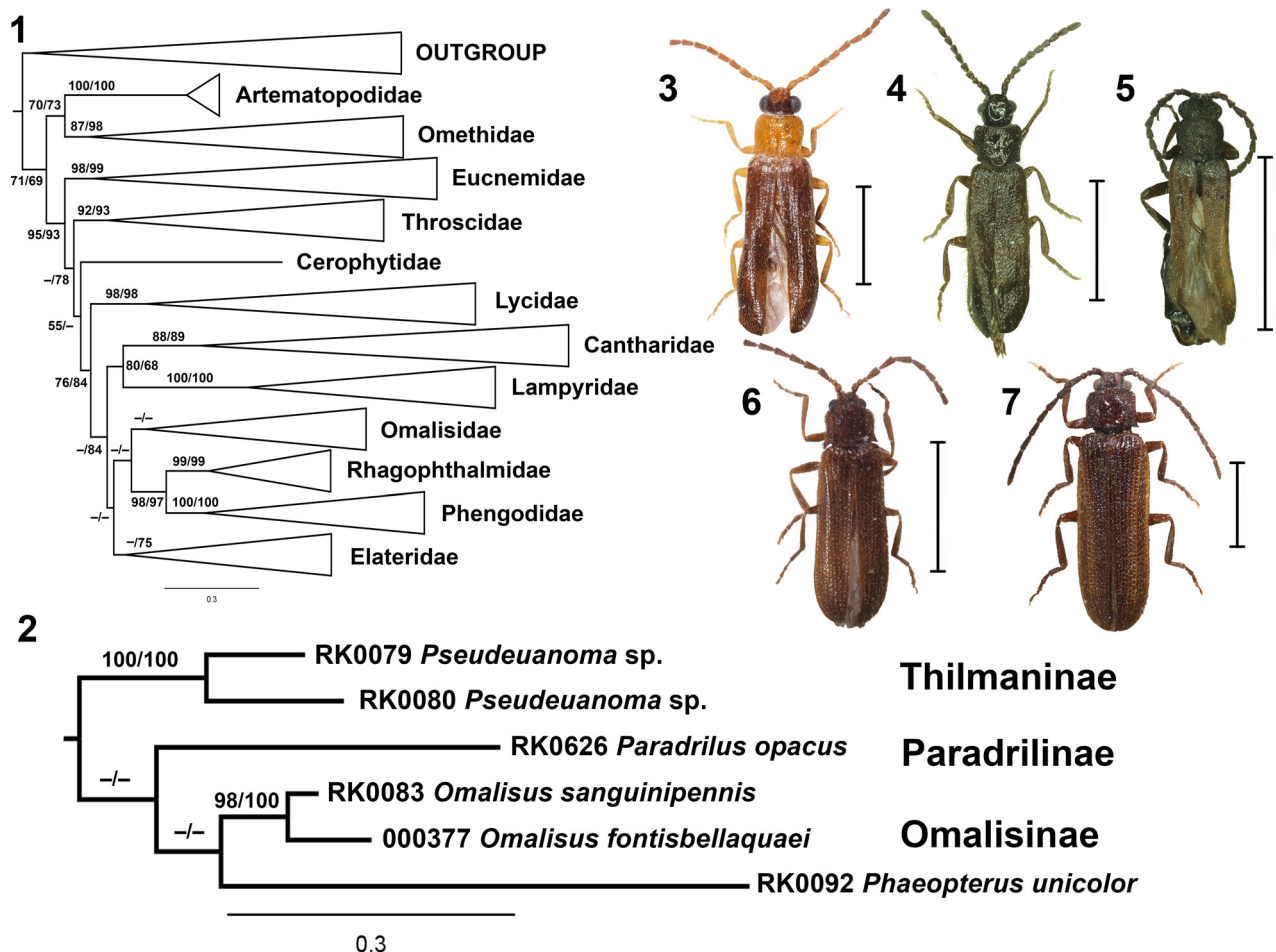 1
OUTGROUP
100/100
Artematopodidae
70/73
87/98
Omethidae
98/99
Eucnemidae
71/69
92/93
Throscidae
95/93
Cerophytidae
–/78
98/98
Lycidae
55/–
88/89
Cantharidae
80/68
76/84
100/100
Lampyridae
–/–
Omalisidae
–/84
–/–
99/99
Rhagophthalmidae
98/97
100/100
Phengodidae
–/–
–/75
Elateridae
0.3
3
4
5
6
7
2
100/100
RK0079 Pseudeuanoma sp.
Thilmaninae
RK0080 Pseudeuanoma sp.
RK0626 Paradrilus opacus
Paradrilinae
–/–
98/100
RK0083 Omalisus sanguinipennis
–/–
000377 Omalisus fontisbellaquaei
Omalisinae
RK0092 Phaeopterus unicolor
0.3